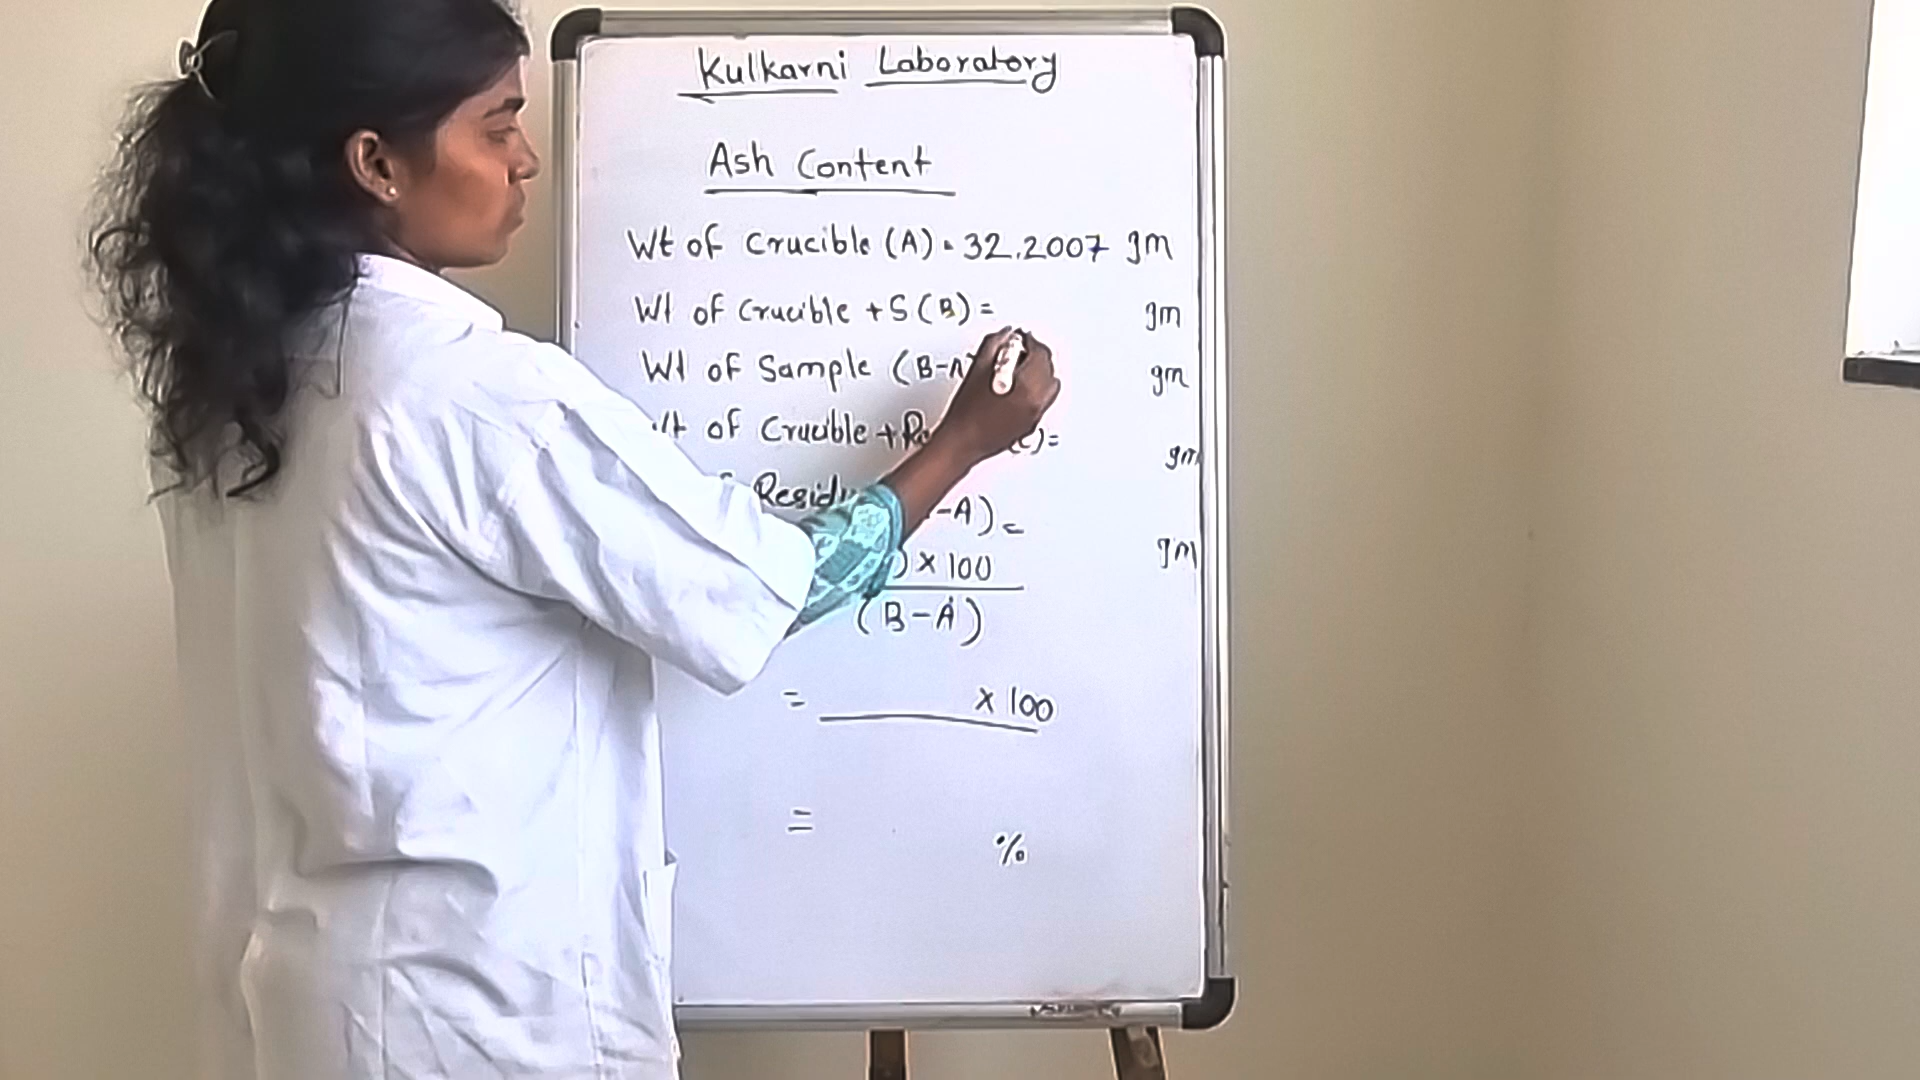 Kulkarni Laboratory
Ash Content
Wt of Crucible (A) = 32.2007 gm
Wt of Crucible + S (B) = gm
Wt of Sample (B-A) gm
of Crucible + (C) = gm
-A) = gm
) × 100
(B-A)
= × 100
= %